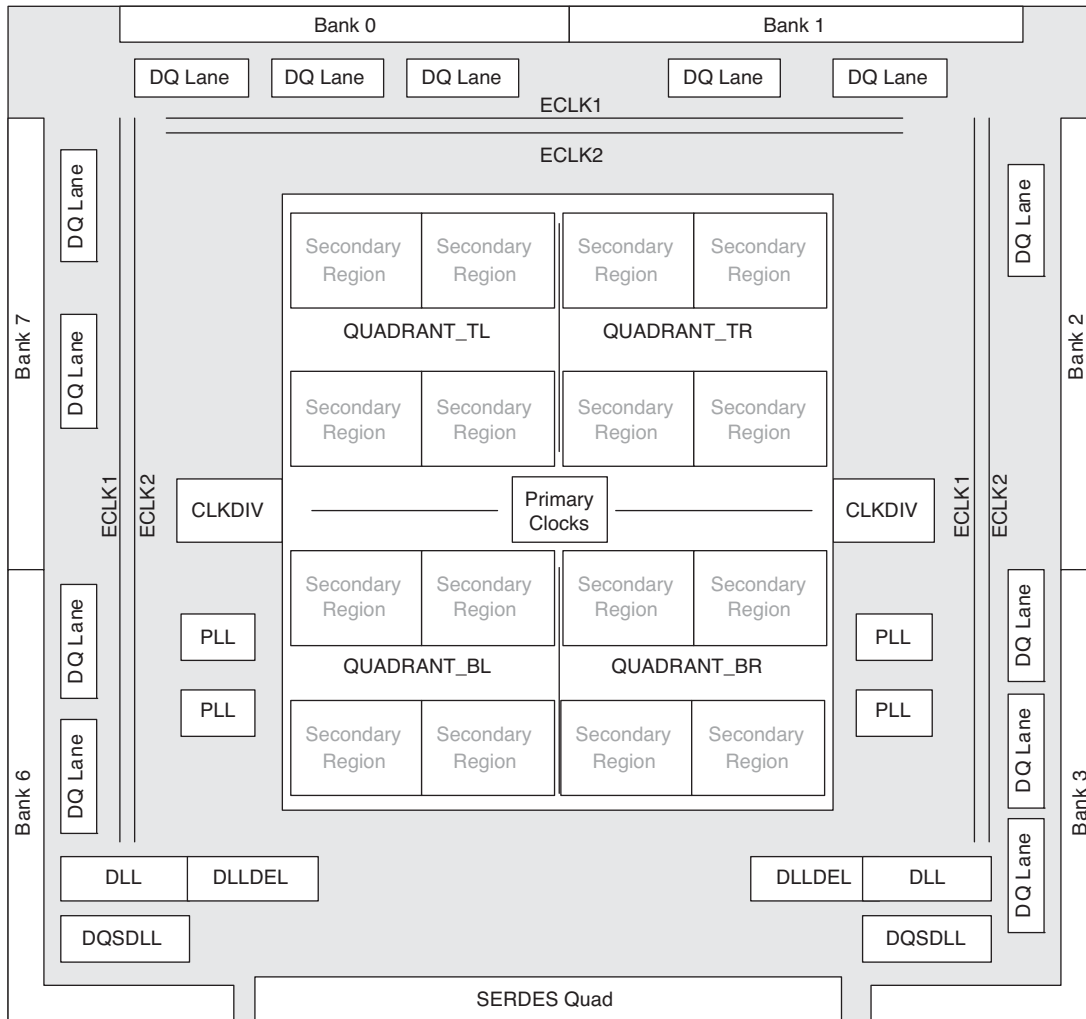 Bank 0
Bank 1
DQ Lane
DQ Lane
DQ Lane
DQ Lane
DQ Lane
ECLK1
ECLK2
Bank 7
DQ Lane
DQ Lane
DQ Lane
Bank 2
Secondary
Region
Secondary
Region
Secondary
Region
Secondary
Region
QUADRANT_TL
QUADRANT_TR
Secondary
Region
Secondary
Region
Secondary
Region
Secondary
Region
ECLK1
ECLK2
CLKDIV
Primary
Clocks
CLKDIV
ECLK1
ECLK2
Secondary
Region
Secondary
Region
Secondary
Region
Secondary
Region
Bank 6
DQ Lane
DQ Lane
PLL
PLL
QUADRANT_BL
QUADRANT_BR
PLL
PLL
DQ Lane
DQ Lane
DQ Lane
Bank 3
Secondary
Region
Secondary
Region
Secondary
Region
Secondary
Region
DLL
DLLDEL
DLLDEL
DLL
DQSDLL
DQSDLL
SERDES Quad